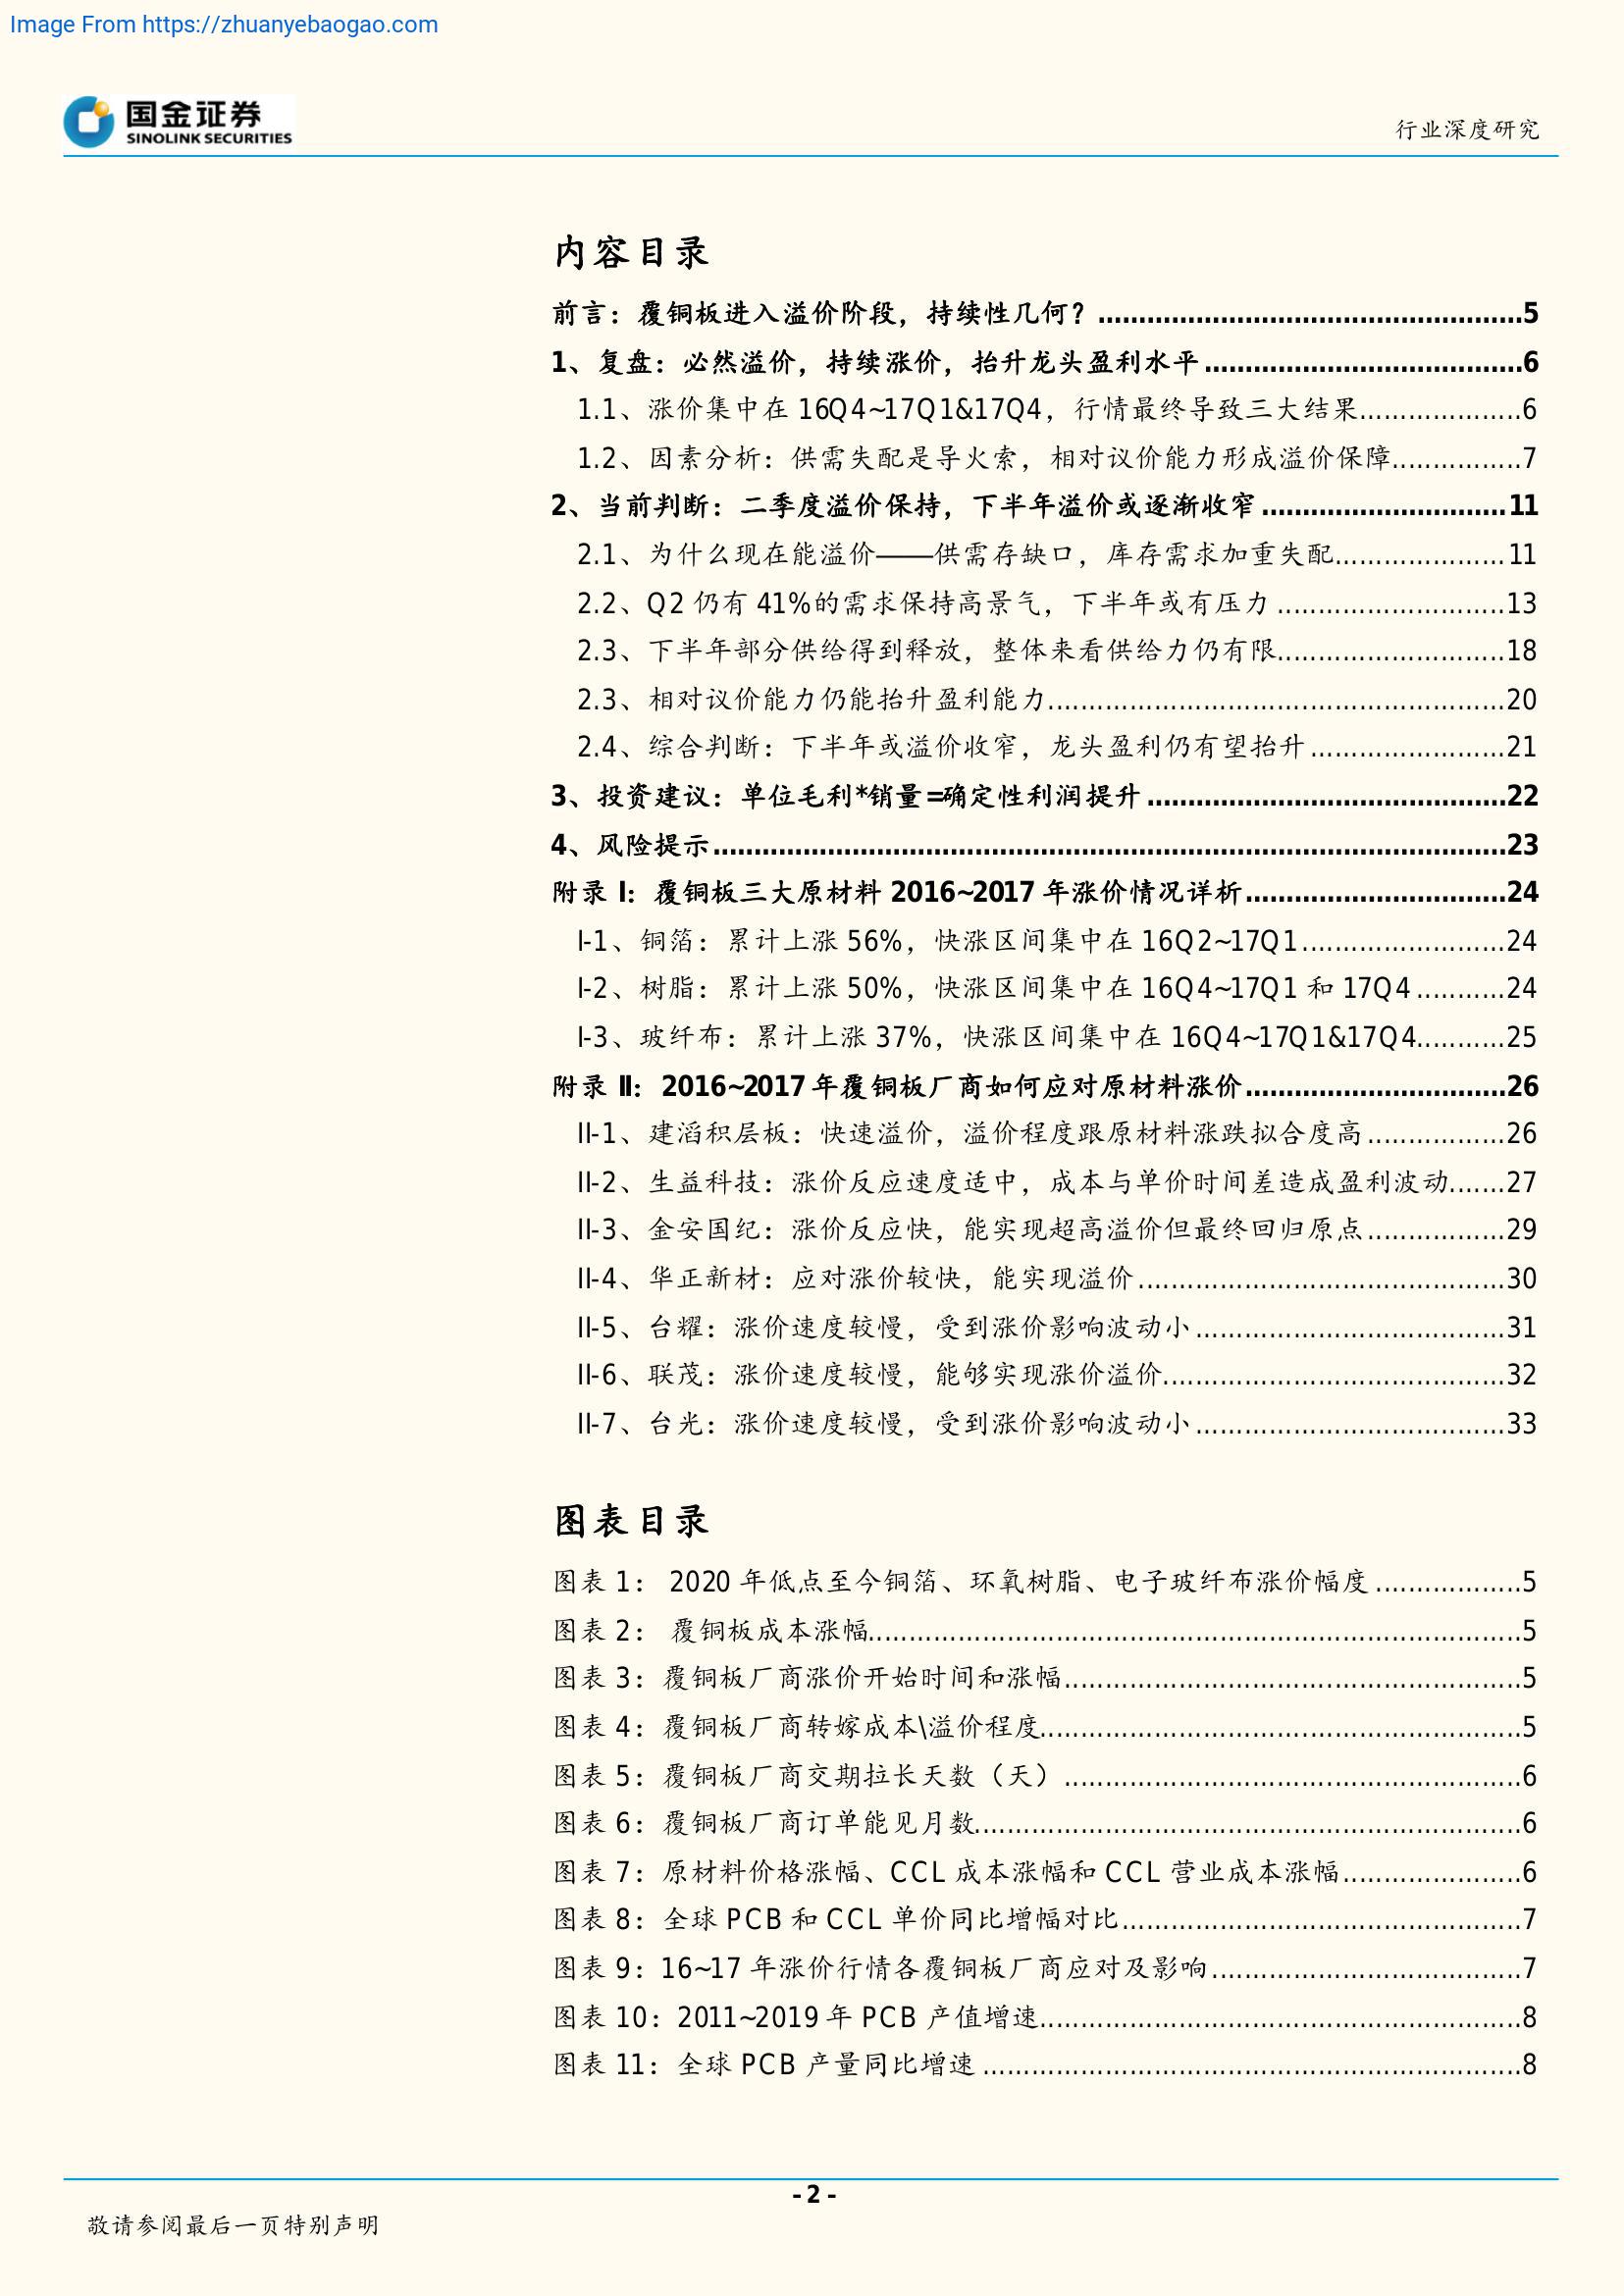 Image From https://zhuanyebaogao.com
国金证券
SINOLINK SECURITIES
行业深度研究
内容目录
前言：覆铜板进入溢价阶段，持续性几何？.....................................................5
1、复盘：必然溢价，持续涨价，抬升龙头盈利水平........................................6
1.1、涨价集中在 16Q4~17Q1&17Q4，行情最终导致三大结果....................6
1.2、因素分析：供需失配是导火索，相对议价能力形成溢价保障................7
2、当前判断：二季度溢价保持，下半年溢价或逐渐收窄..............................11
2.1、为什么现在能溢价——供需存缺口，库存需求加重失配.....................11
2.2、Q2 仍有 41%的需求保持高景气，下半年或有压力............................13
2.3、下半年部分供给得到释放，整体来看供给力仍有限............................18
2.3、相对议价能力仍能抬升盈利能力........................................................20
2.4、综合判断：下半年或溢价收窄，龙头盈利仍有望抬升........................21
3、投资建议：单位毛利*销量=确定性利润提升............................................22
4、风险提示.................................................................................................23
附录 I：覆铜板三大原材料 2016~2017 年涨价情况详析................................24
I-1、铜箔：累计上涨 56%，快涨区间集中在 16Q2~17Q1.........................24
I-2、树脂：累计上涨 50%，快涨区间集中在 16Q4~17Q1 和 17Q4...........24
I-3、玻纤布：累计上涨 37%，快涨区间集中在 16Q4~17Q1&17Q4...........25
附录 II：2016~2017 年覆铜板厂商如何应对原材料涨价................................26
II-1、建滔积层板：快速溢价，溢价程度跟原材料涨跌拟合度高.................26
II-2、生益科技：涨价反应速度适中，成本与单价时间差造成盈利波动.......27
II-3、金安国纪：涨价反应快，能实现超高溢价但最终回归原点.................29
II-4、华正新材：应对涨价较快，能实现溢价.............................................30
II-5、台耀：涨价速度较慢，受到涨价影响波动小......................................31
II-6、联茂：涨价速度较慢，能够实现涨价溢价..........................................32
II-7、台光：涨价速度较慢，受到涨价影响波动小......................................33
图表目录
图表 1： 2020 年低点至今铜箔、环氧树脂、电子玻纤布涨价幅度..................5
图表 2： 覆铜板成本涨幅................................................................................5
图表 3：覆铜板厂商涨价开始时间和涨幅........................................................5
图表 4：覆铜板厂商转嫁成本\溢价程度...........................................................5
图表 5：覆铜板厂商交期拉长天数（天）........................................................6
图表 6：覆铜板厂商订单能见月数...................................................................6
图表 7：原材料价格涨幅、CCL 成本涨幅和 CCL 营业成本涨幅......................6
图表 8：全球 PCB 和 CCL 单价同比增幅对比.................................................7
图表 9：16~17 年涨价行情各覆铜板厂商应对及影响......................................7
图表 10：2011~2019 年 PCB 产值增速...........................................................8
图表 11：全球 PCB 产量同比增速..................................................................8
- 2 -
敬请参阅最后一页特别声明